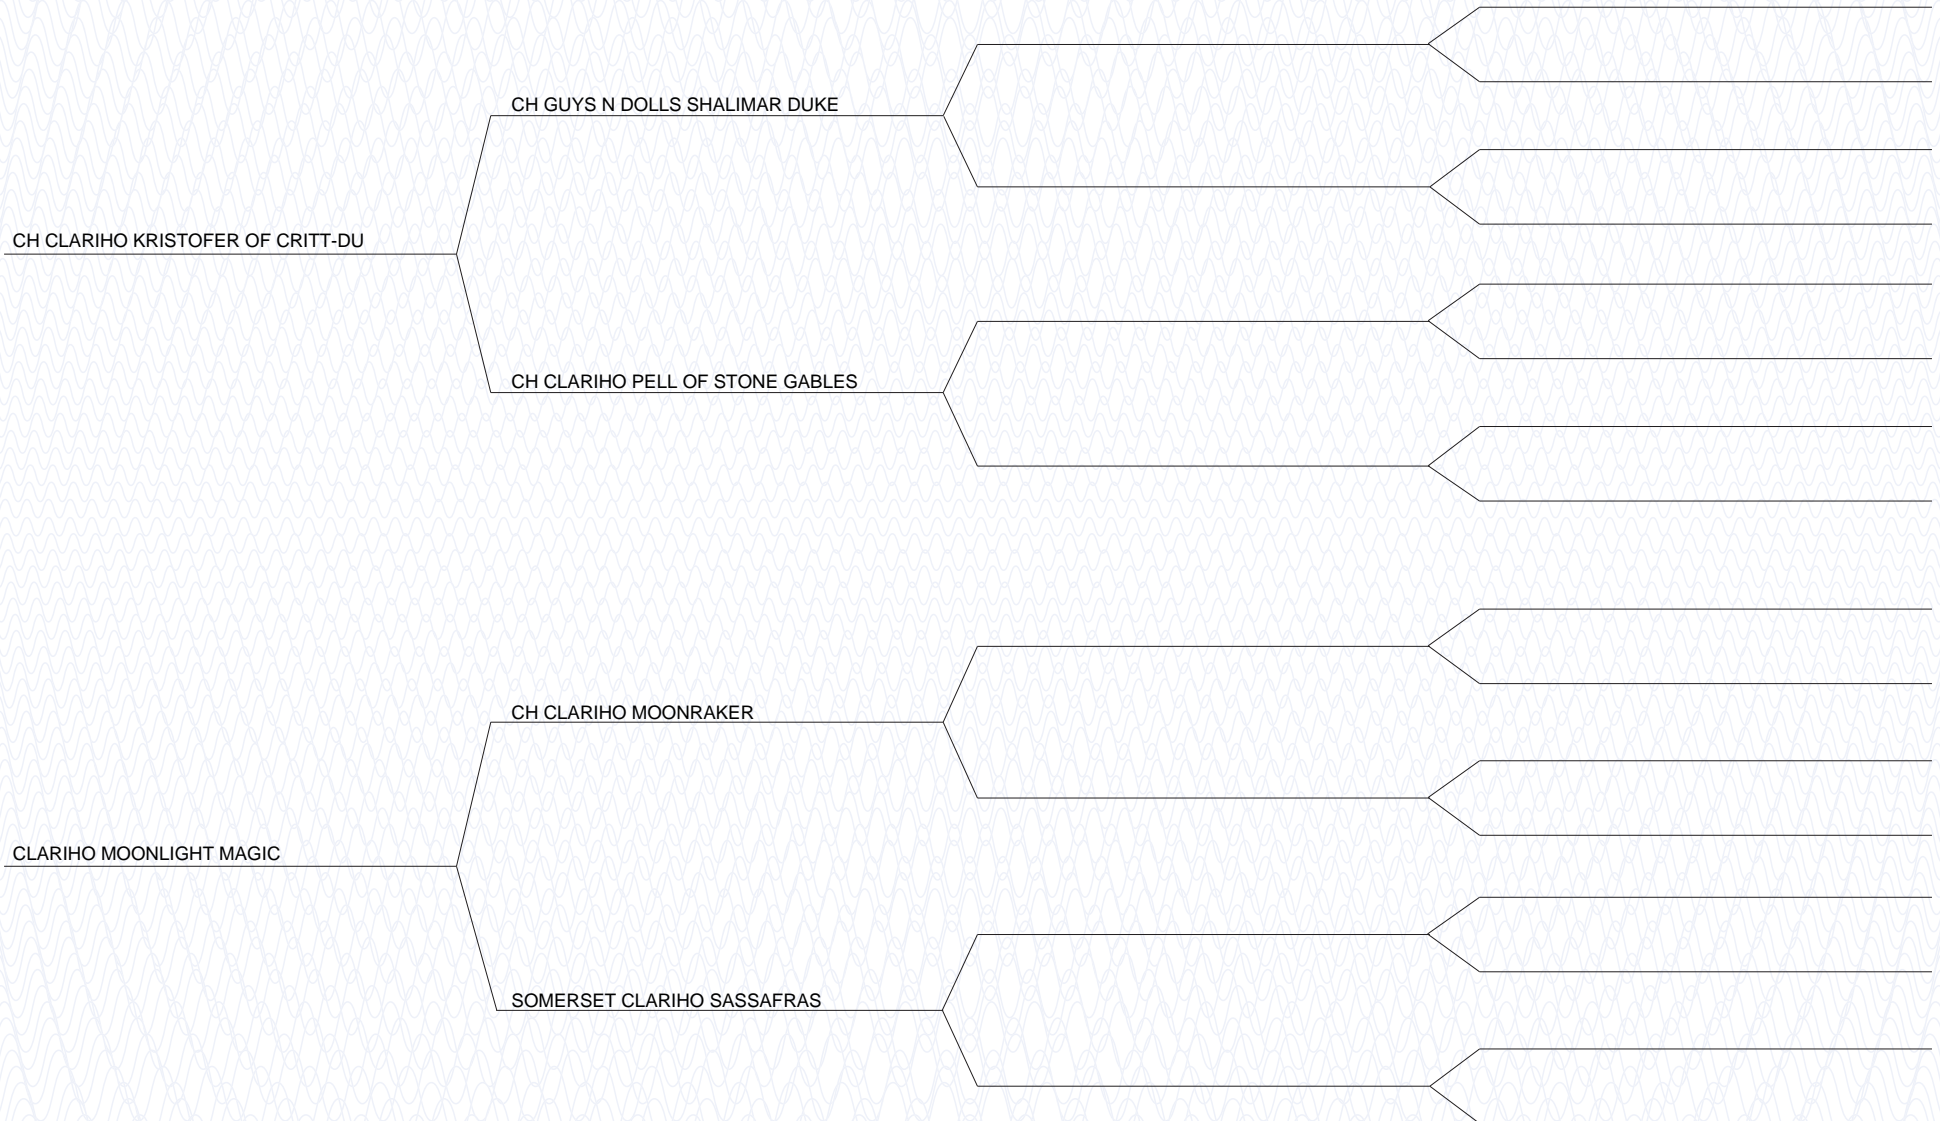 CH GUYS N DOLLS SHALIMAR DUKE
CH CLARIHO KRISTOFER OF CRITT-DU
CH CLARIHO PELL OF STONE GABLES
CH CLARIHO MOONRAKER
CLARIHO MOONLIGHT MAGIC
SOMERSET CLARIHO SASSAFRAS